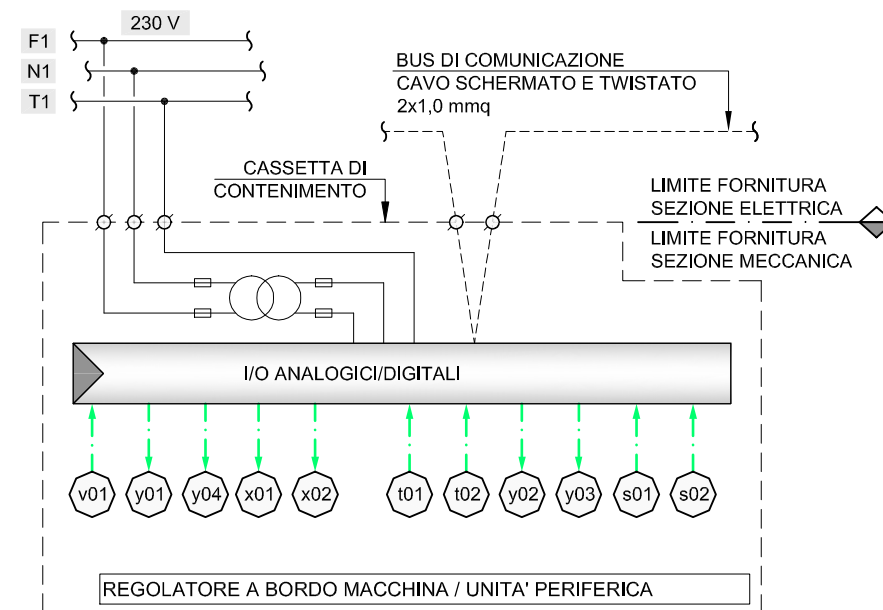 230 V
F1
N1
T1
BUS DI COMUNICAZIONE
CAVO SCHERMATO E TWISTATO
2x1,0 mmq
CASSETTA DI
CONTENIMENTO
LIMITE FORNITURA
SEZIONE ELETTRICA
LIMITE FORNITURA
SEZIONE MECCANICA
I/O ANALOGICI/DIGITALI
v01 y01 y04 x01 x02 t01 t02 y02 y03 s01 s02
REGOLATORE A BORDO MACCHINA / UNITA' PERIFERICA